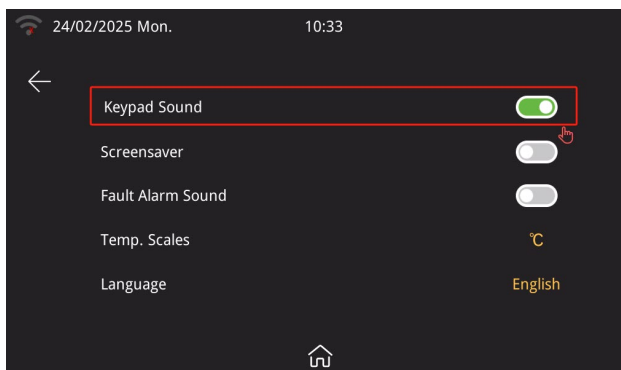 24/02/2025 Mon. 10:33
Keypad Sound
Screensaver
Fault Alarm Sound
Temp. Scales ℃
Language English